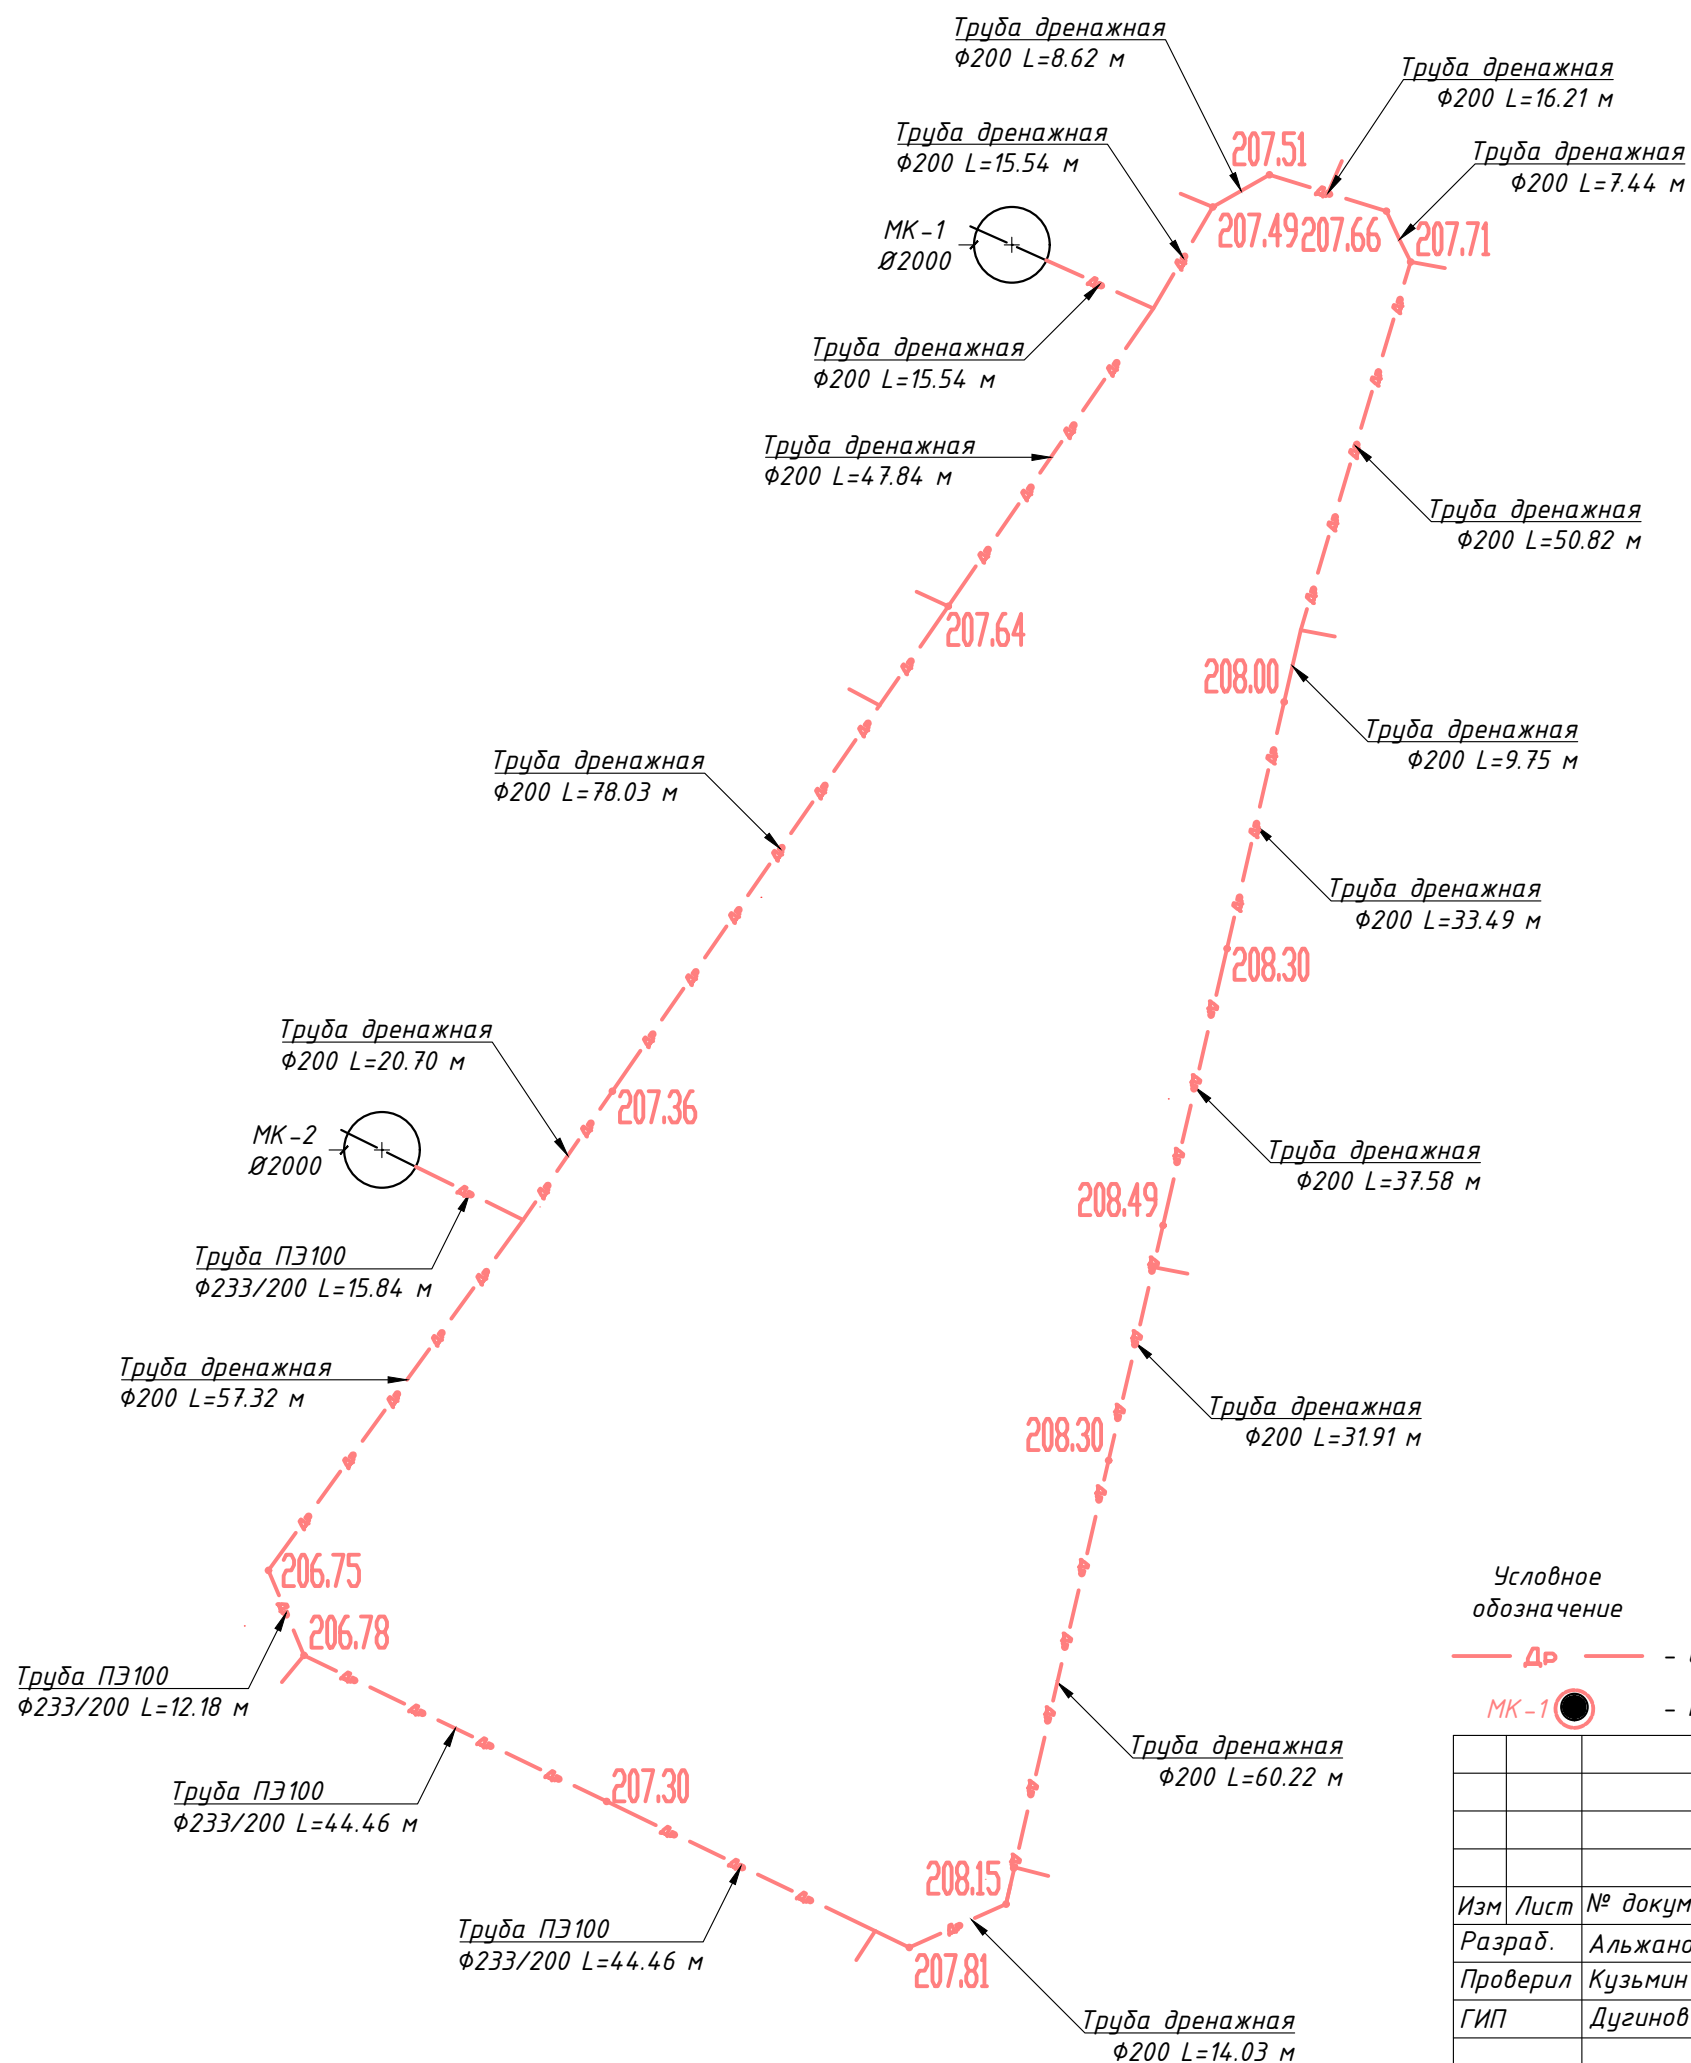 Труба дренажная
Ф200 L=8.62 м
Труба дренажная
Ф200 L=16.21 м
Труба дренажная
Ф200 L=15.54 м
207.51
Труба дренажная
Ф200 L=7.44 м
МК-1
Ø2000
207.49
207.66
207.71
Труба дренажная
Ф200 L=15.54 м
Труба дренажная
Ф200 L=47.84 м
Труба дренажная
Ф200 L=50.82 м
207.64
208.00
Труба дренажная
Ф200 L=9.75 м
Труба дренажная
Ф200 L=78.03 м
Труба дренажная
Ф200 L=33.49 м
208.30
Труба дренажная
Ф200 L=20.70 м
207.36
МК-2
Ø2000
Труба дренажная
Ф200 L=37.58 м
208.49
Труба ПЭ100
Ф233/200 L=15.84 м
Труба дренажная
Ф200 L=57.32 м
Труба дренажная
Ф200 L=31.91 м
208.30
206.75
206.78
Труба ПЭ100
Ф233/200 L=12.18 м
Условное
обозначение
Др -
МК-1 -
Труба дренажная
Ф200 L=60.22 м
Труба ПЭ100
Ф233/200 L=44.46 м
207.30
208.15
Труба ПЭ100
Ф233/200 L=44.46 м
207.81
Труба дренажная
Ф200 L=14.03 м
Изм Лист № докум
Разраб. Альжано
Проверил Кузьмин
ГИП Дугинов